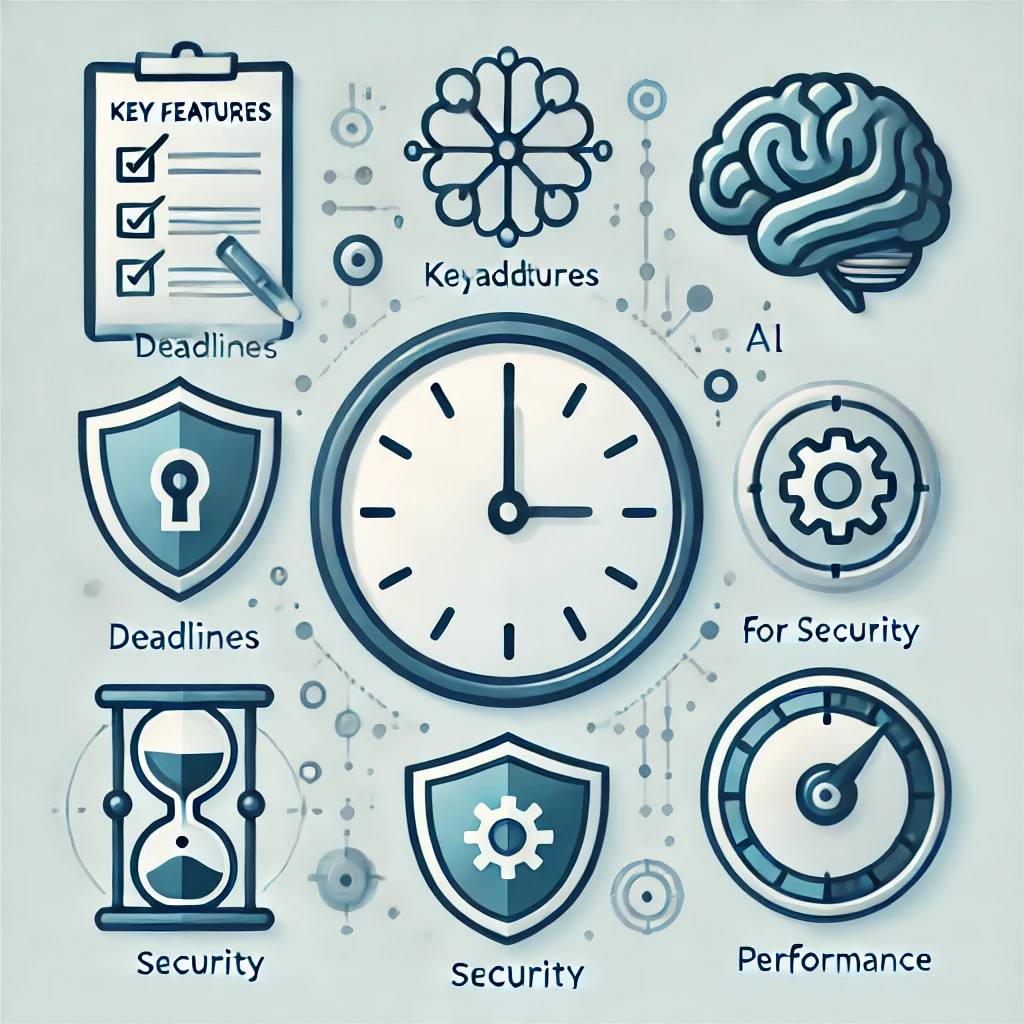 KEY FEATURES
Keyaddtures
Deadlines
AI
Deadlines
For Security
Security
Security
Performance